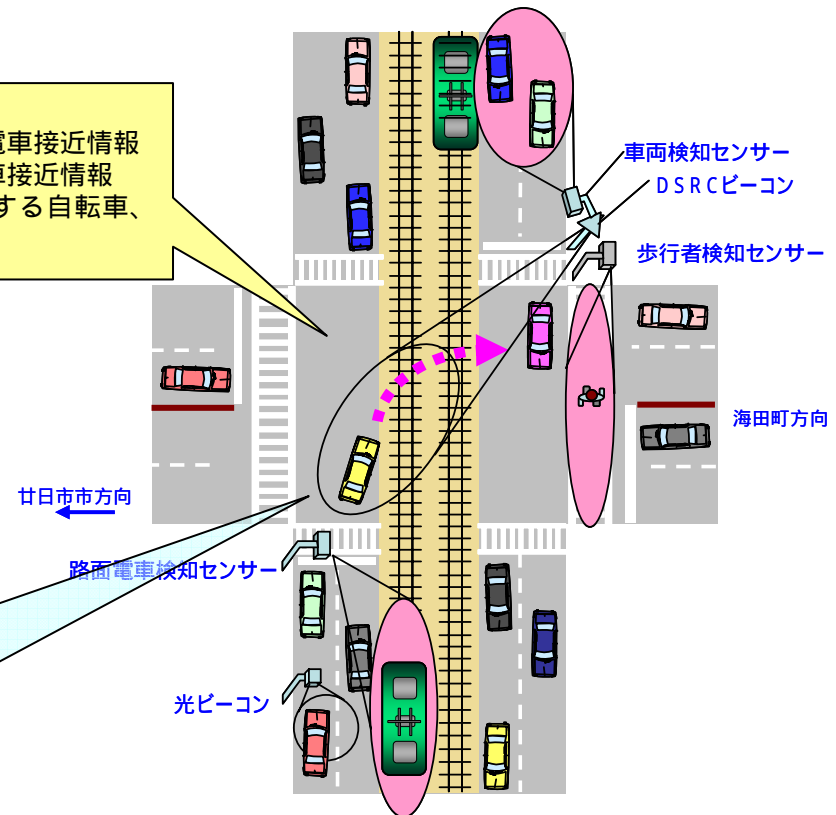 電車接近情報
車接近情報
する自転車、
車両検知センサー
DSRCビーコン
歩行者検知センサー
海田町方向
廿日市市方向
路面電車検知センサー
光ビーコン